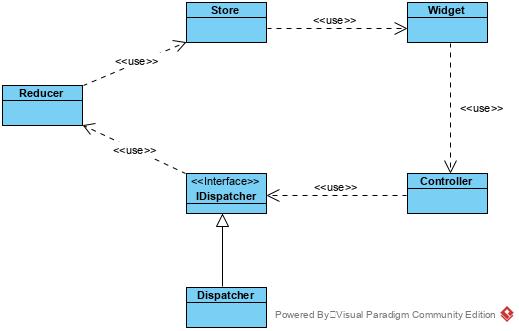 Store
<<use>>
Widget
<<use>>
Reducer
<<use>>
<<use>>
<<Interface>>
IDispatcher
<<use>>
Controller
Dispatcher
Powered By Visual Paradigm Community Edition